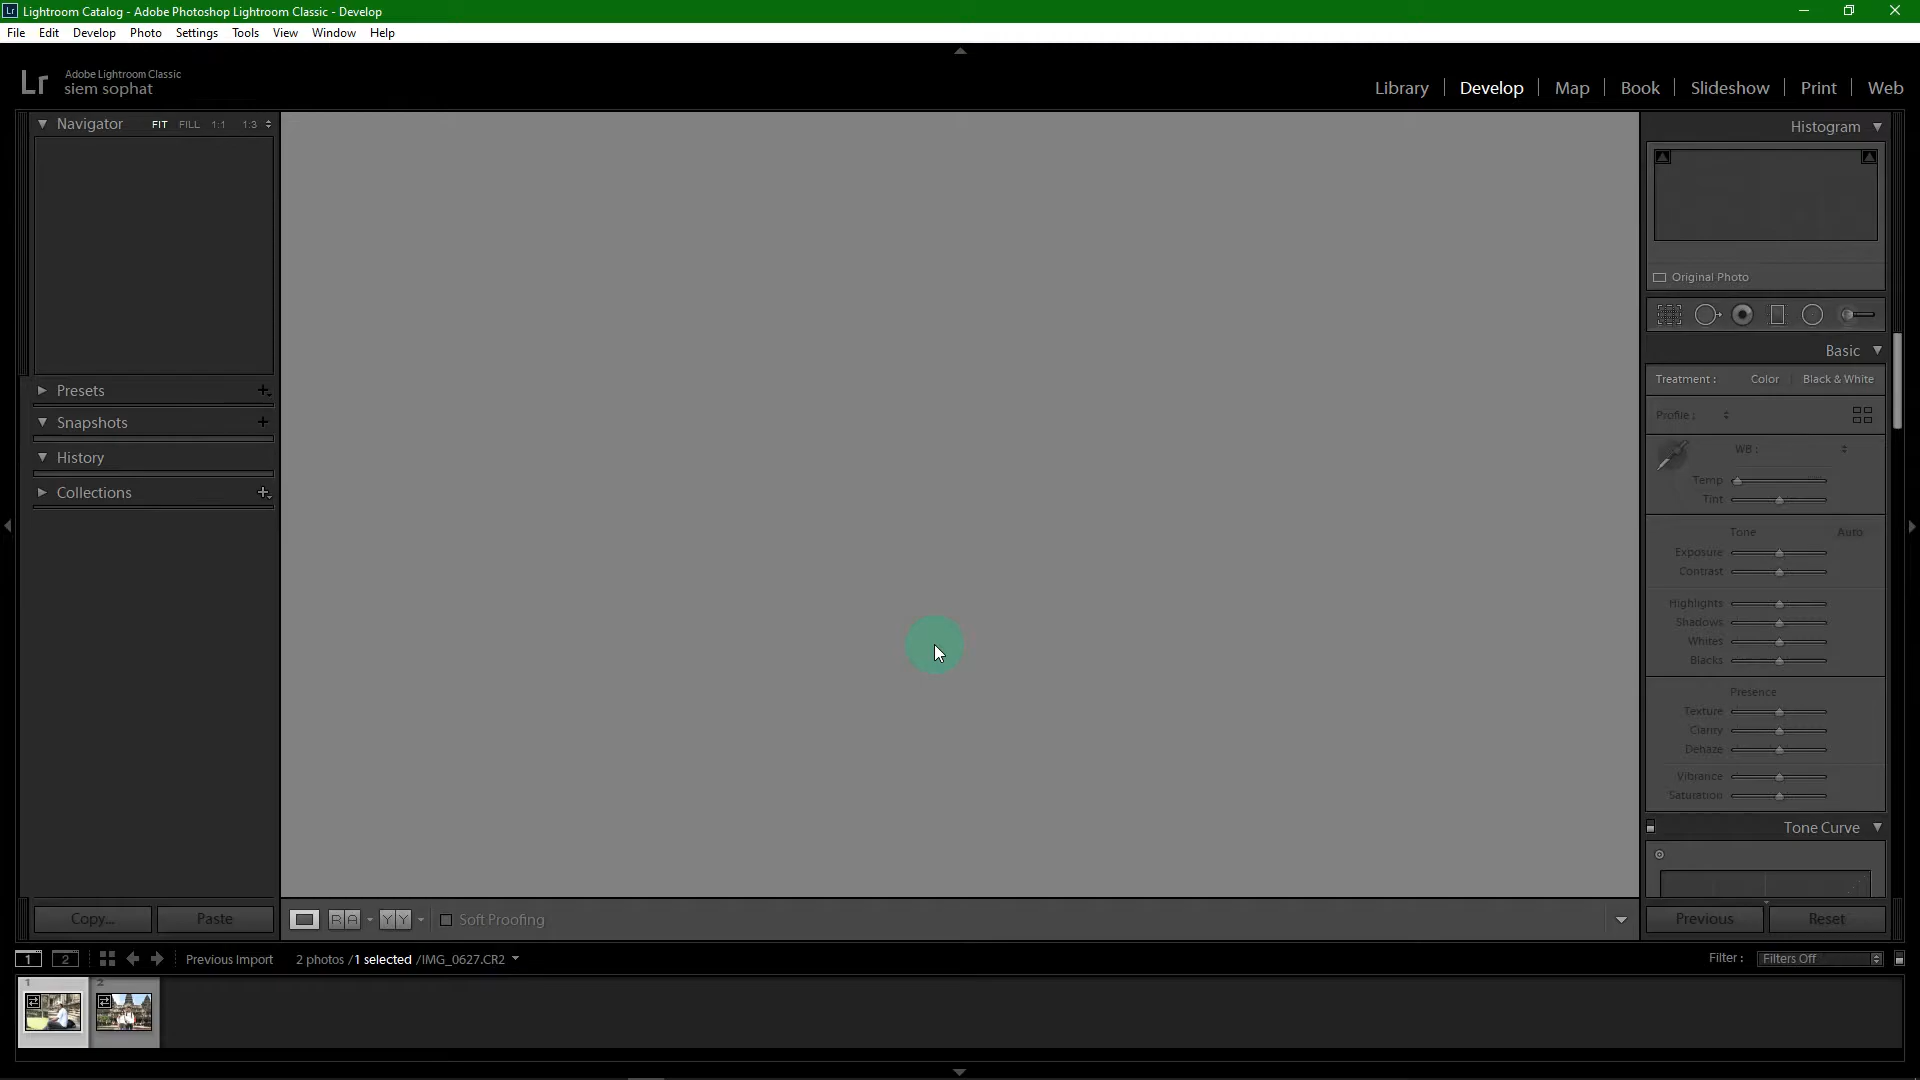 Lightroom Catalog - Adobe Photoshop Lightroom Classic - Develop
File Edit Develop Photo Settings Tools View Window Help
Lr Adobe Lightroom Classic
siem sophat
Library Develop Map Book Slideshow Print Web
Navigator FIT FILL 1:1 1:3
Histogram
Original Photo
Basic
Treatment : Color Black & White
Profile :
WB :
Temp
Tint
Tone Auto
Exposure
Contrast
Highlights
Shadows
Whites
Blacks
Presence
Texture
Clarity
Dehaze
Vibrance
Saturation
Tone Curve
Presets
Snapshots
History
Collections
Copy... Paste
R A Y Y Soft Proofing
Previous Reset
1 2 Previous Import 2 photos / 1 selected / IMG_0627.CR2
Filter : Filters Off
1 2